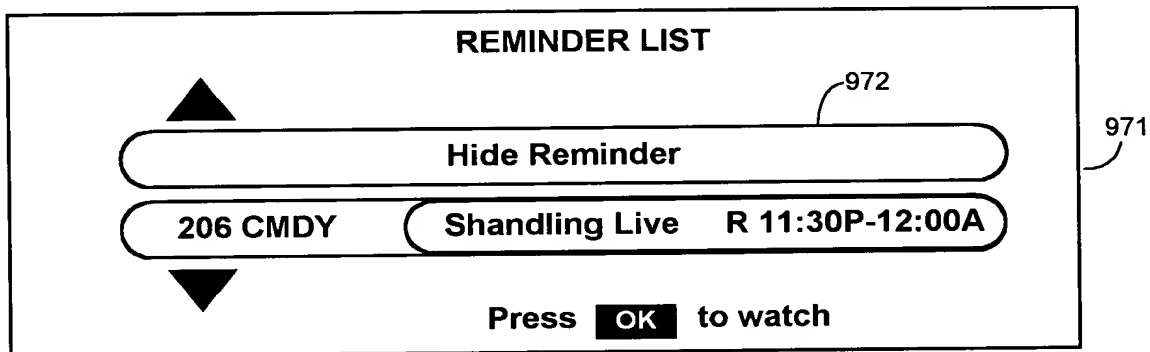 REMINDER LIST
972
971
Hide Reminder
206 CMDY Shandling Live R 11:30P-12:00A
Press OK to watch